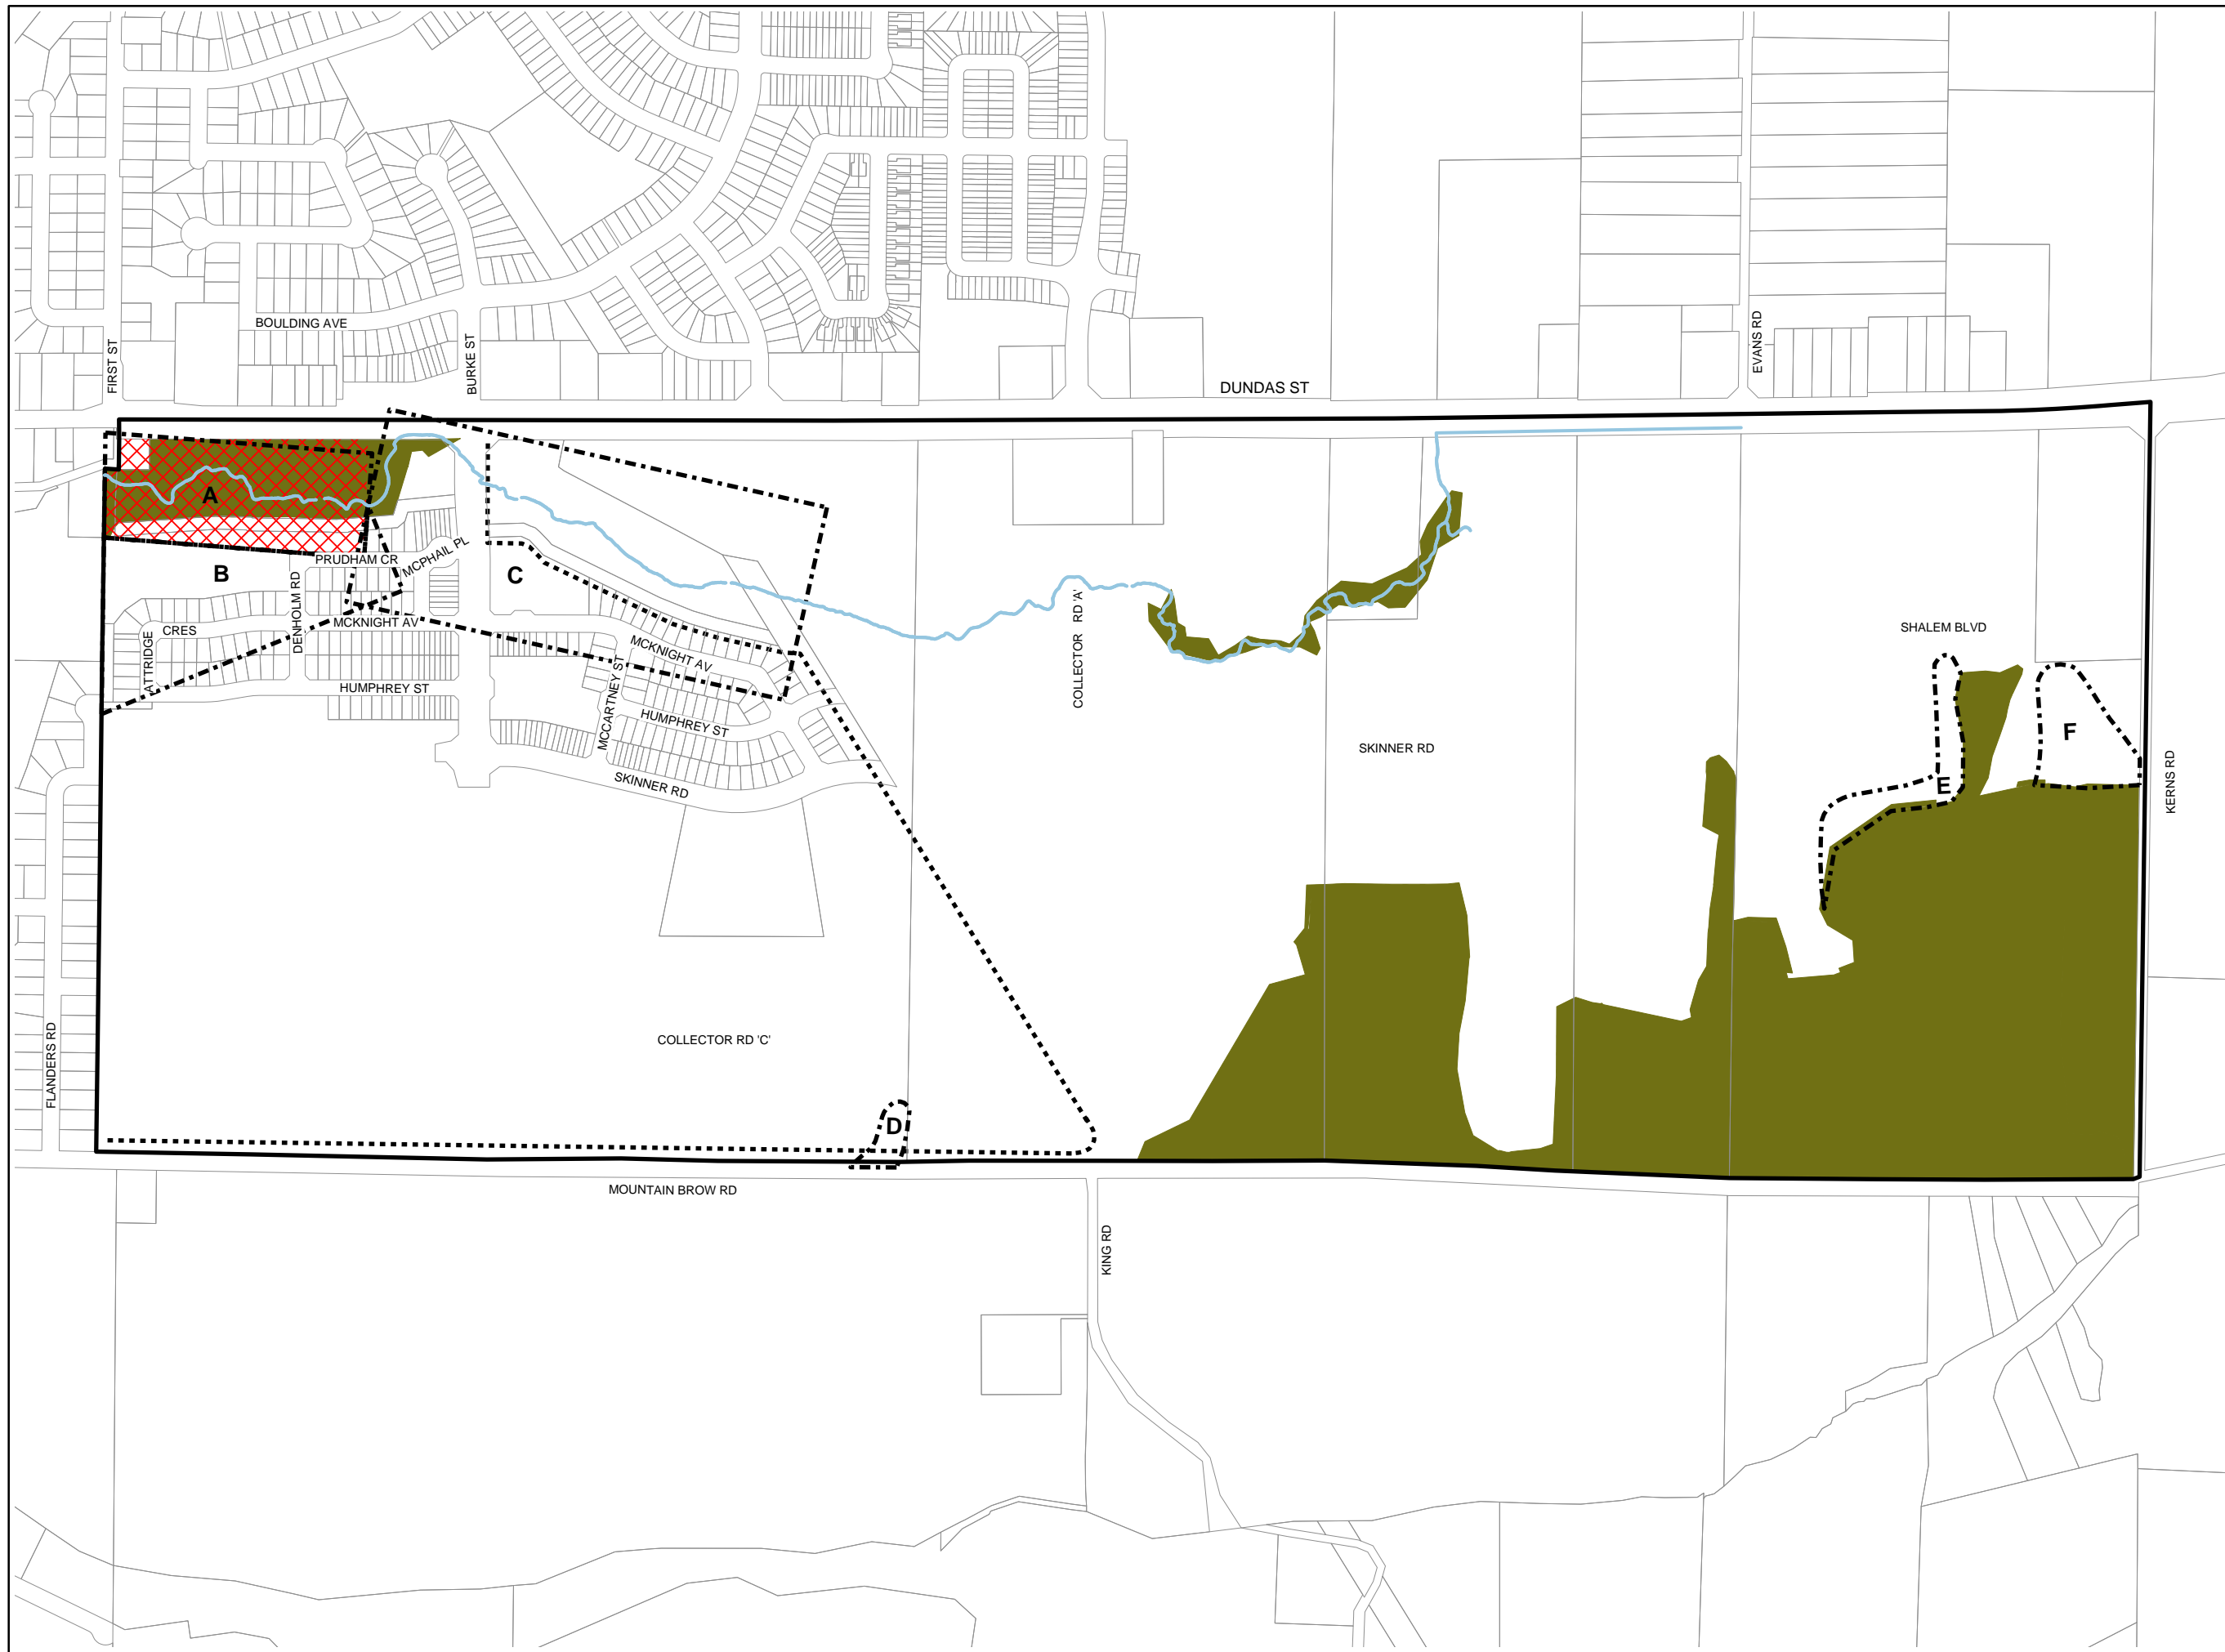 BOULDING AVE
FIRST ST
BURKE ST
EVANS RD
DUNDAS ST
A
PRUDHAM CR
MCPHAIL PL
B
C
DENHOLM RD
CRES
MCKNIGHT AV
ATTRIDGE
MCKNIGHT AV
HUMPHREY ST
MCCARTNEY ST
HUMPHREY ST
SKINNER RD
COLLECTOR RD 'A'
SHALEM BLVD
SKINNER RD
F
E
KERNS RD
COLLECTOR RD 'C'
FLANDERS RD
D
MOUNTAIN BROW RD
KING RD